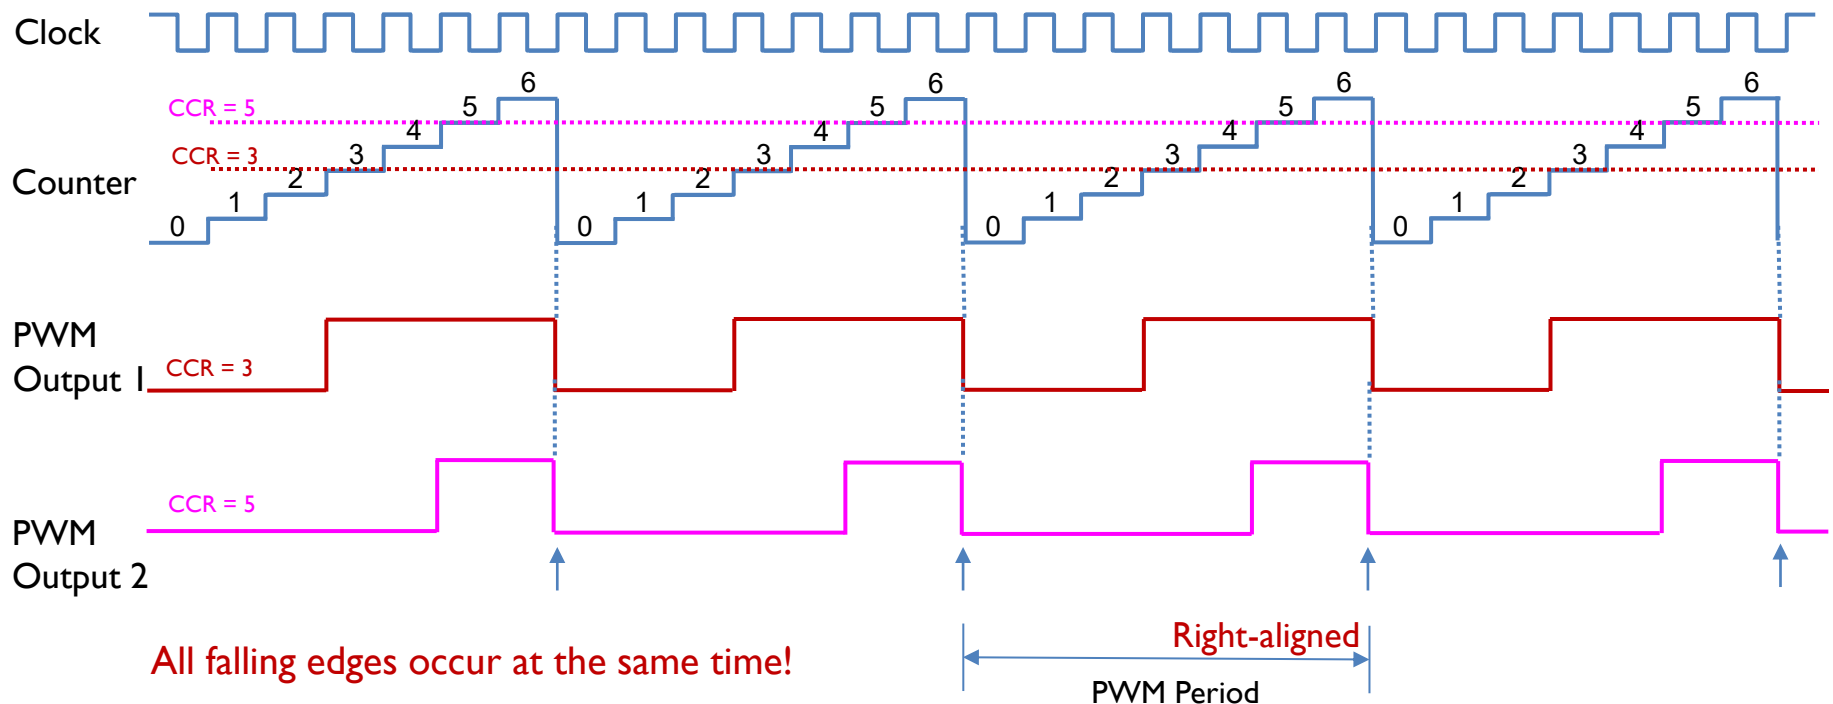 Clock
6 6 6 6
CCR = 5 5 5 5 5
4 4 4 4
CCR = 3 3 3 3 3
Counter 2 2 2 2
1 1 1 1
0 0 0 0
PWM
Output 1
CCR = 3
CCR = 5
PWM
Output 2
Right-aligned
All falling edges occur at the same time!
PWM Period